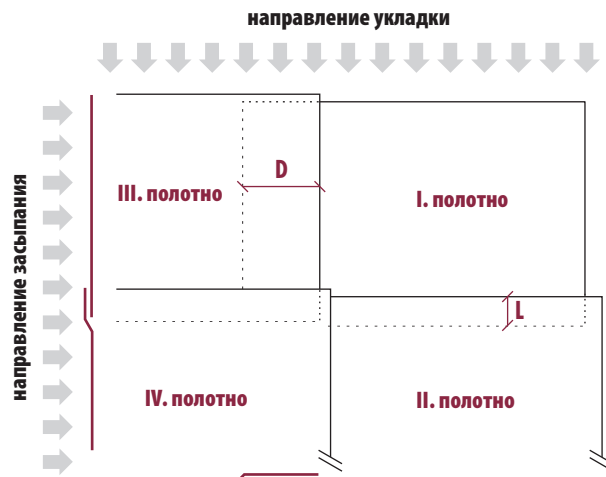 направление укладки
направление засыпания
D
III. полотно
I. полотно
L
IV. полотно
II. полотно